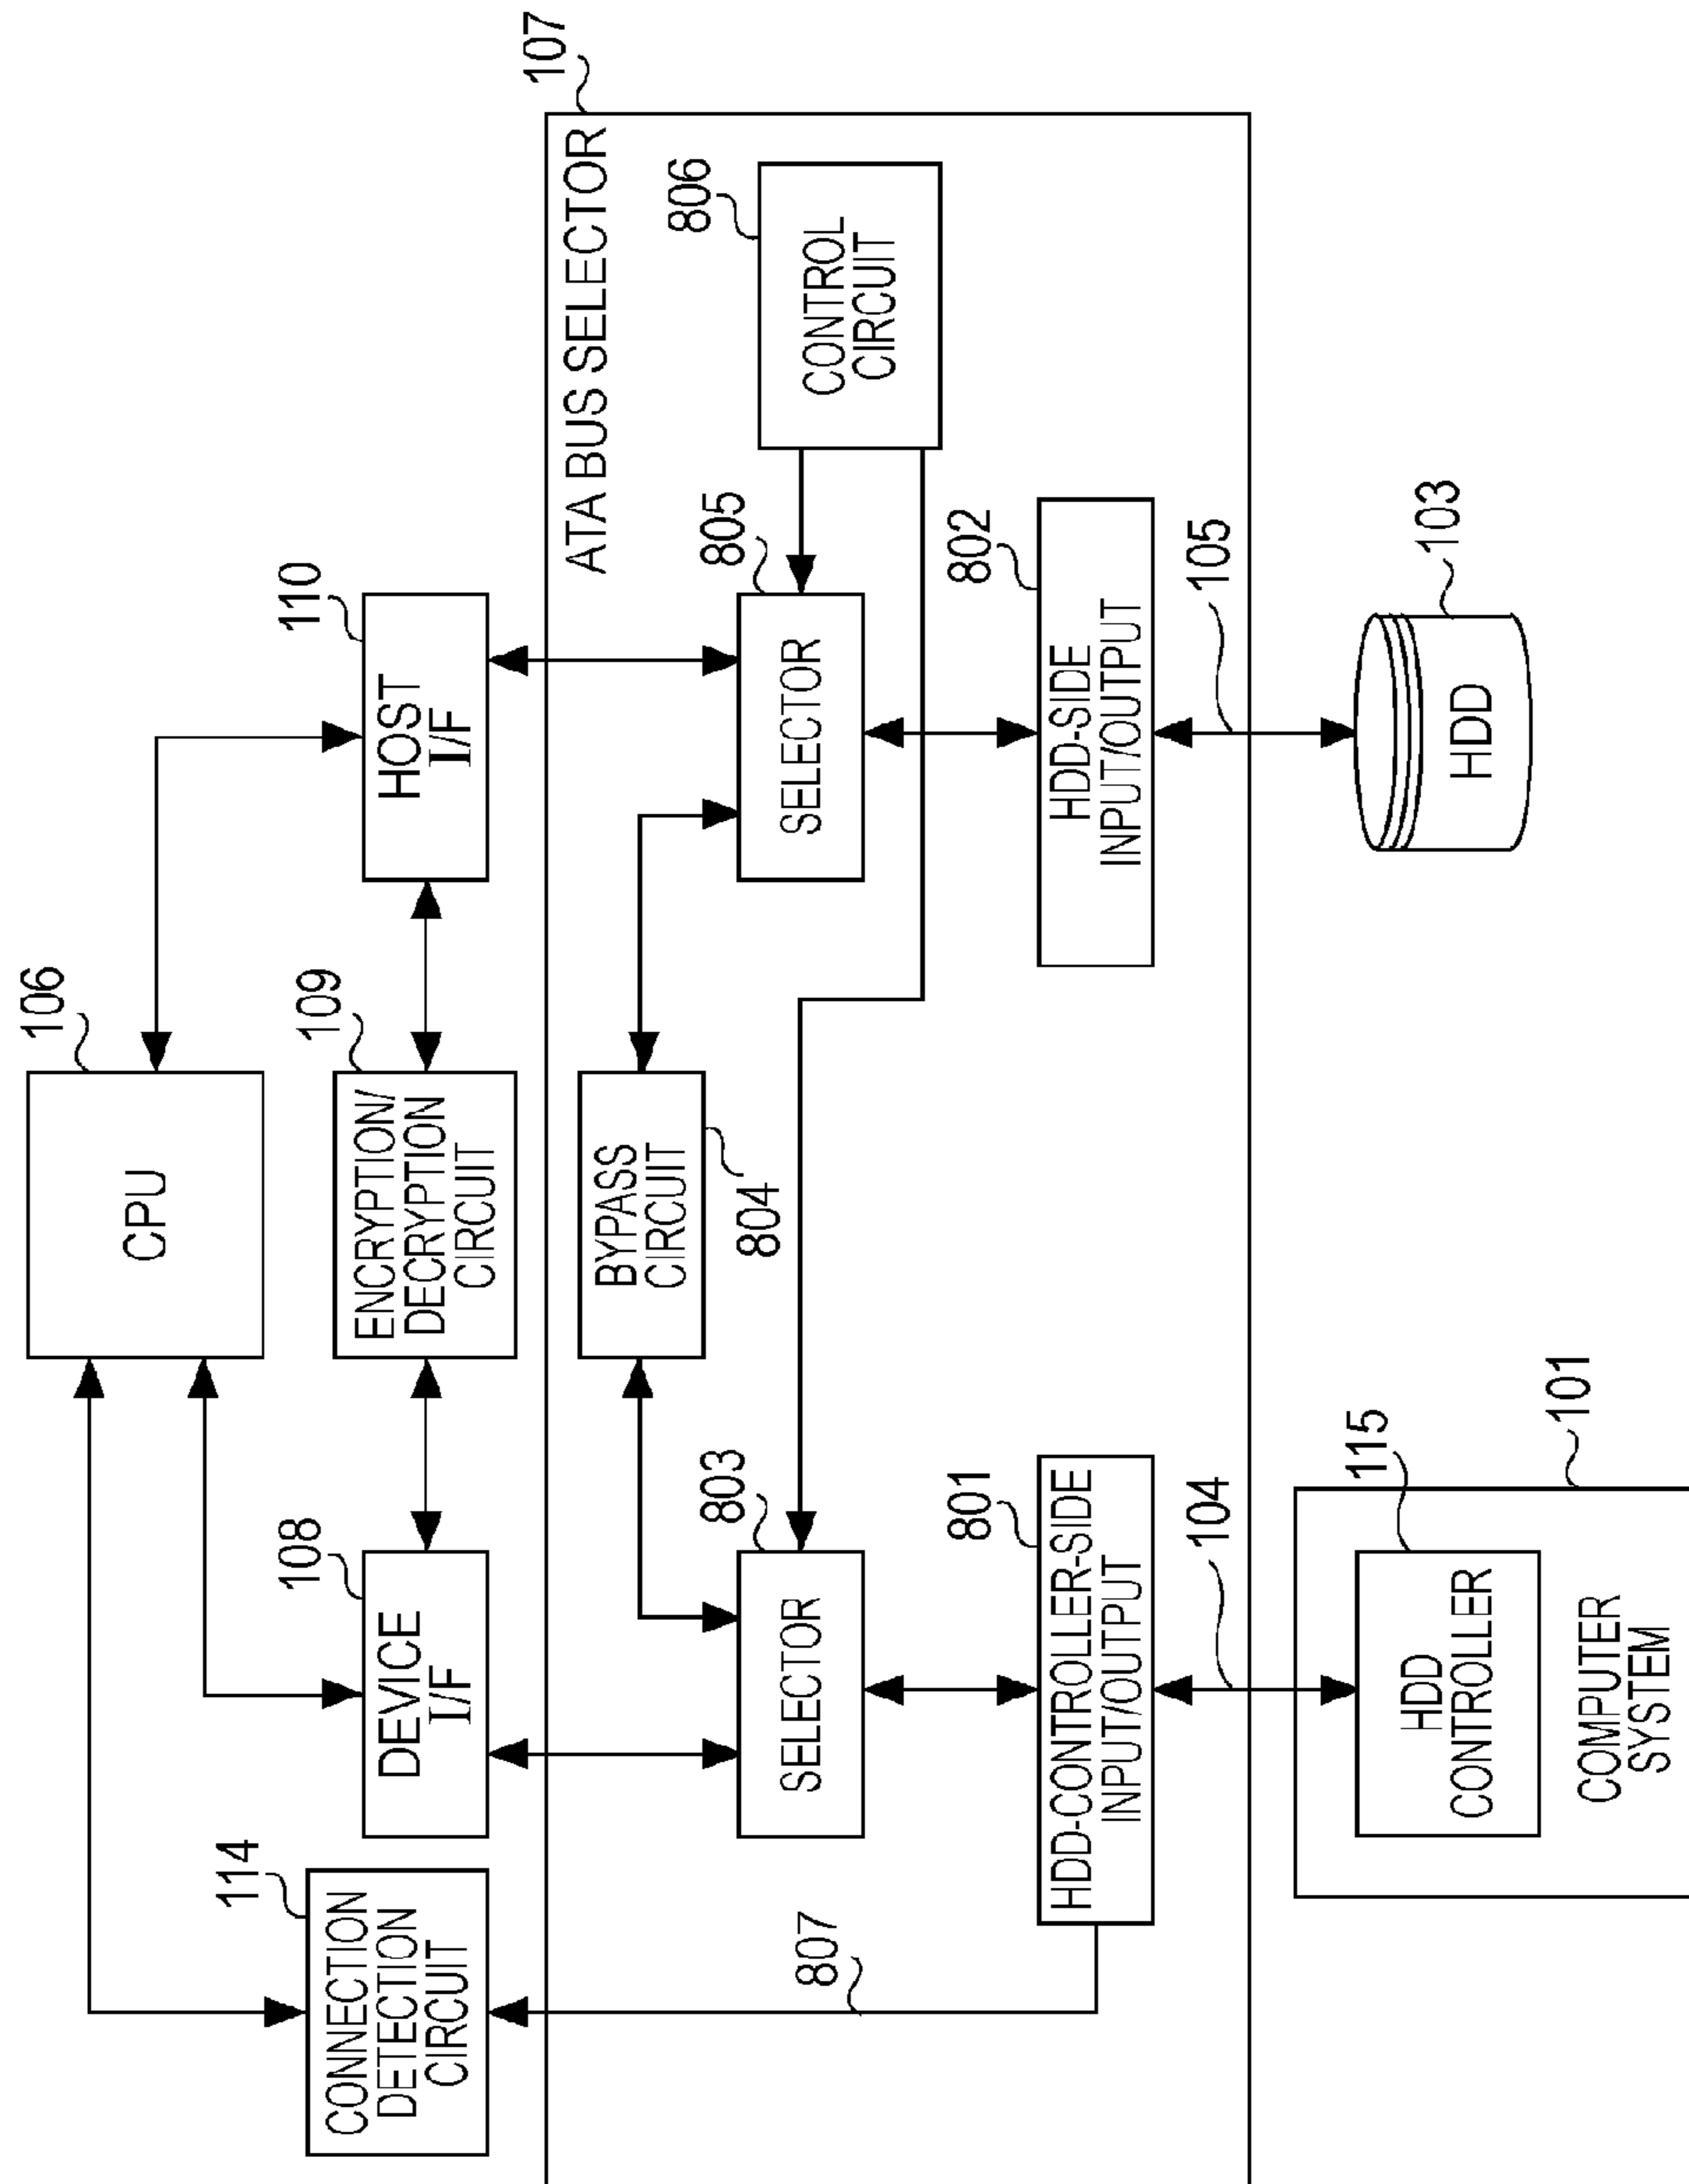 106
CPU
114
CONNECTION
DETECTION
CIRCUIT
108
DEVICE
I/F
109
ENCRYPTION/
DECRYPTION
CIRCUIT
110
HOST
I/F
107
ATA BUS SELECTOR
BYPASS
CIRCUIT
804
803
SELECTOR
805
SELECTOR
806
CONTROL
CIRCUIT
807
801
HDD-CONTROLLER-SIDE
INPUT/OUTPUT
802
HDD-SIDE
INPUT/OUTPUT
104
105
115
HDD
CONTROLLER
101
COMPUTER
SYSTEM
103
HDD